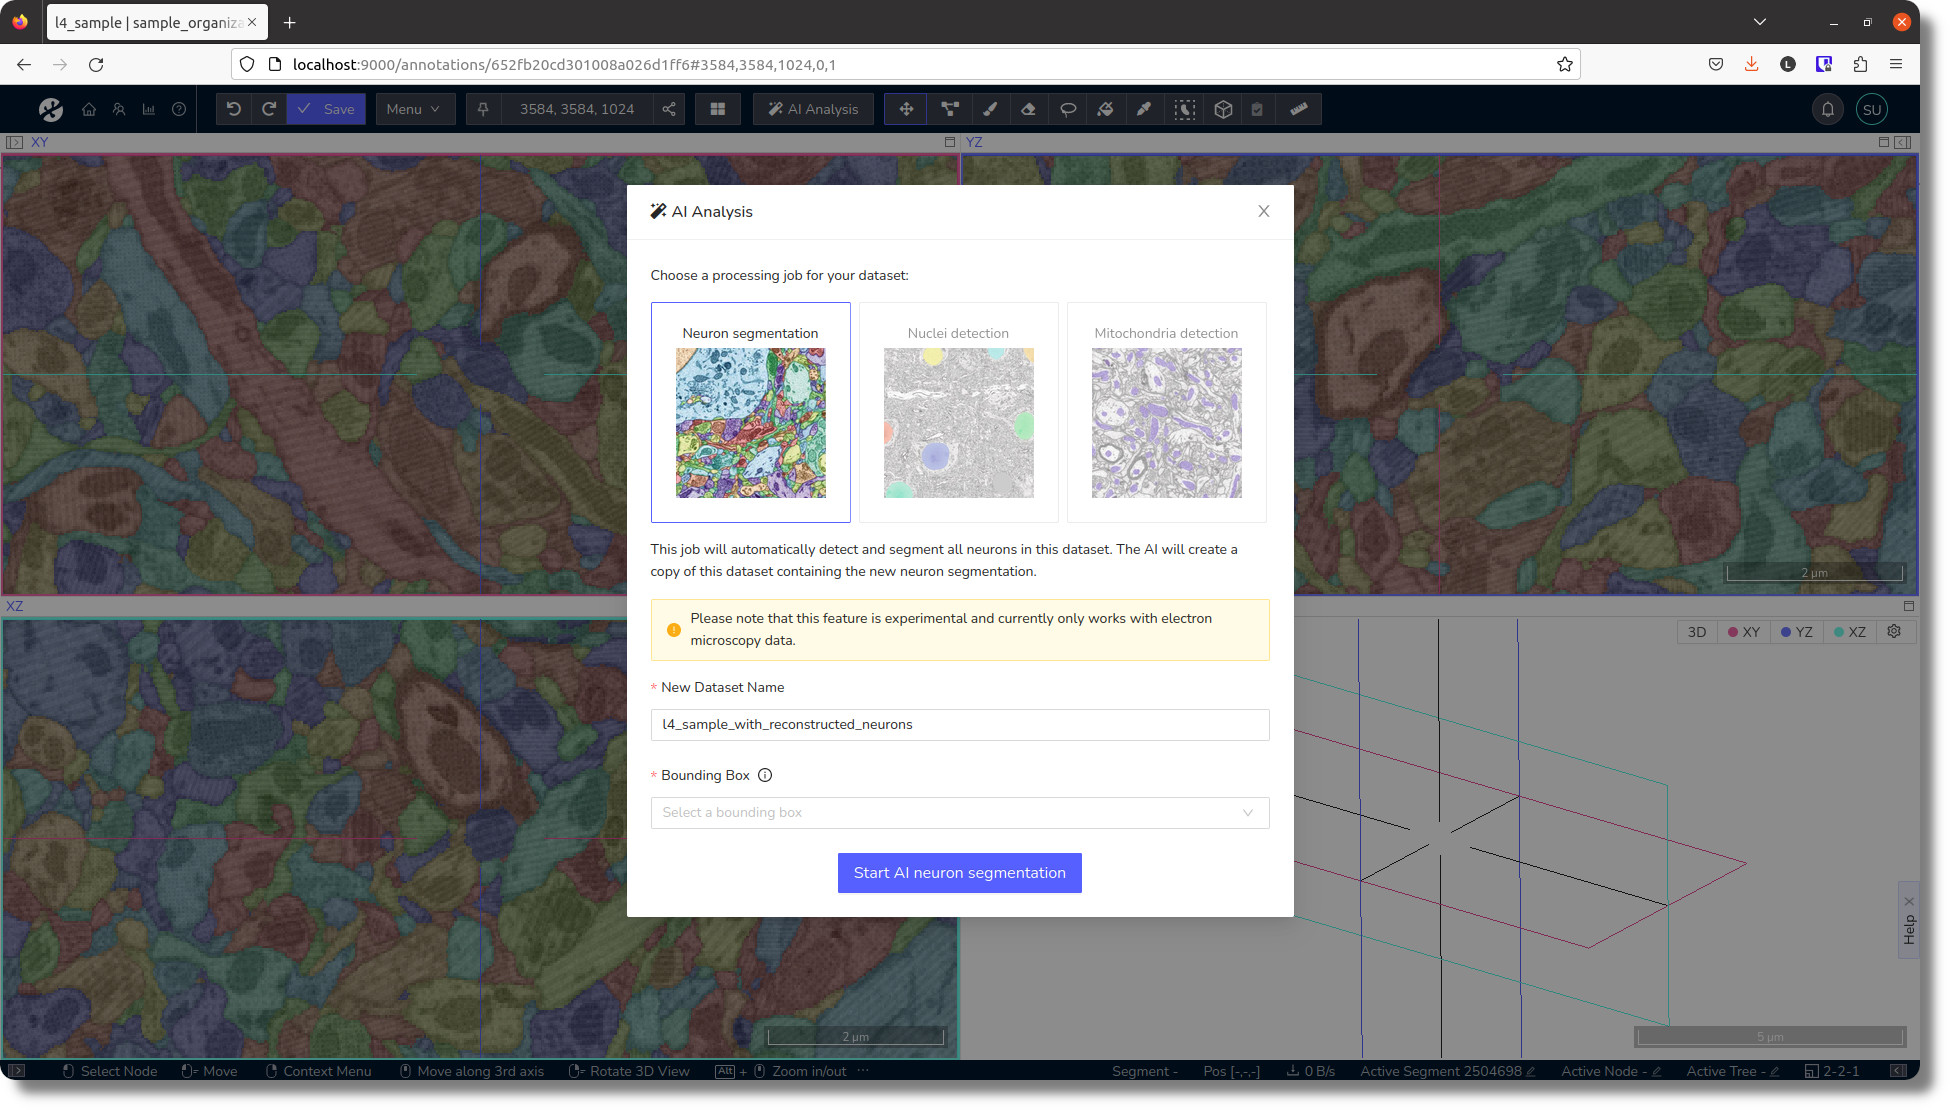 l4_sample | sample_organiza
localhost:9000/annotations/652fb20cd301008a026d1ff6#3584,3584,1024,0,1
L
Save
Menu
3584, 3584, 1024
AI Analysis
SU
XY
YZ
AI Analysis
Choose a processing job for your dataset:
Neuron segmentation
Nuclei detection
Mitochondria detection
This job will automatically detect and segment all neurons in this dataset. The AI will create a
copy of this dataset containing the new neuron segmentation.
Please note that this feature is experimental and currently only works with electron
microscopy data.
* New Dataset Name
l4_sample_with_reconstructed_neurons
* Bounding Box
Select a bounding box
Start AI neuron segmentation
2 µm
XZ
3D
XY
YZ
XZ
Help
2 µm
5 µm
Select Node
Move
Context Menu
Move along 3rd axis
Rotate 3D View
Alt + Zoom in/out
Segment -
Pos [-,-,-]
0 B/s
Active Segment 2504698
Active Node -
Active Tree -
2-2-1